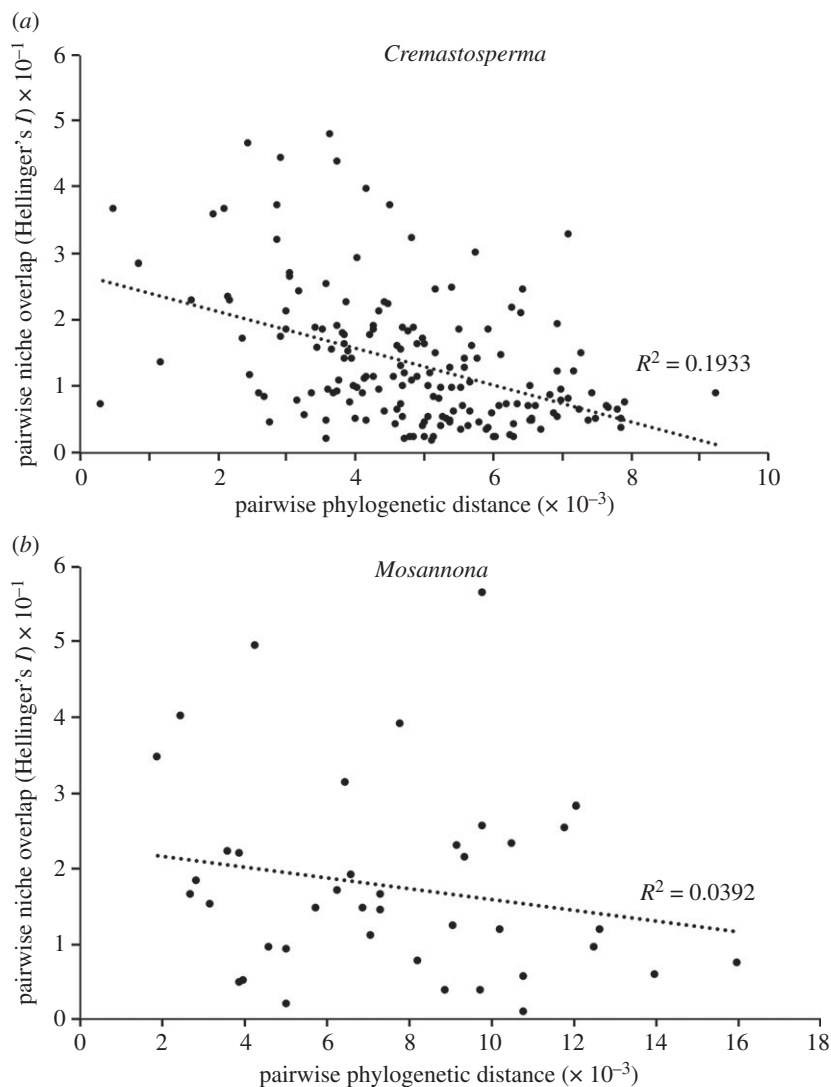 (a)
Cremastosperma
pairwise niche overlap (Hellinger's I) × 10⁻¹
6
5
4
3
2
1
0
R² = 0.1933
0 2 4 6 8 10
pairwise phylogenetic distance (× 10⁻³)
(b)
Mosannona
pairwise niche overlap (Hellinger's I) × 10⁻¹
6
5
4
3
2
1
0
R² = 0.0392
0 2 4 6 8 10 12 14 16 18
pairwise phylogenetic distance (× 10⁻³)